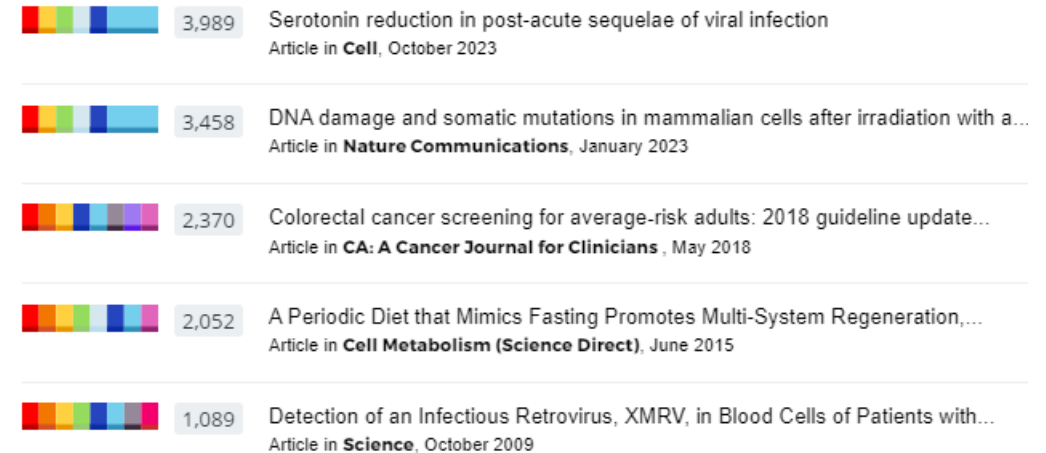 3,989 Serotonin reduction in post-acute sequelae of viral infection
Article in Cell, October 2023
3,458 DNA damage and somatic mutations in mammalian cells after irradiation with a...
Article in Nature Communications, January 2023
2,370 Colorectal cancer screening for average-risk adults: 2018 guideline update...
Article in CA: A Cancer Journal for Clinicians , May 2018
2,052 A Periodic Diet that Mimics Fasting Promotes Multi-System Regeneration,...
Article in Cell Metabolism (Science Direct), June 2015
1,089 Detection of an Infectious Retrovirus, XMRV, in Blood Cells of Patients with...
Article in Science, October 2009